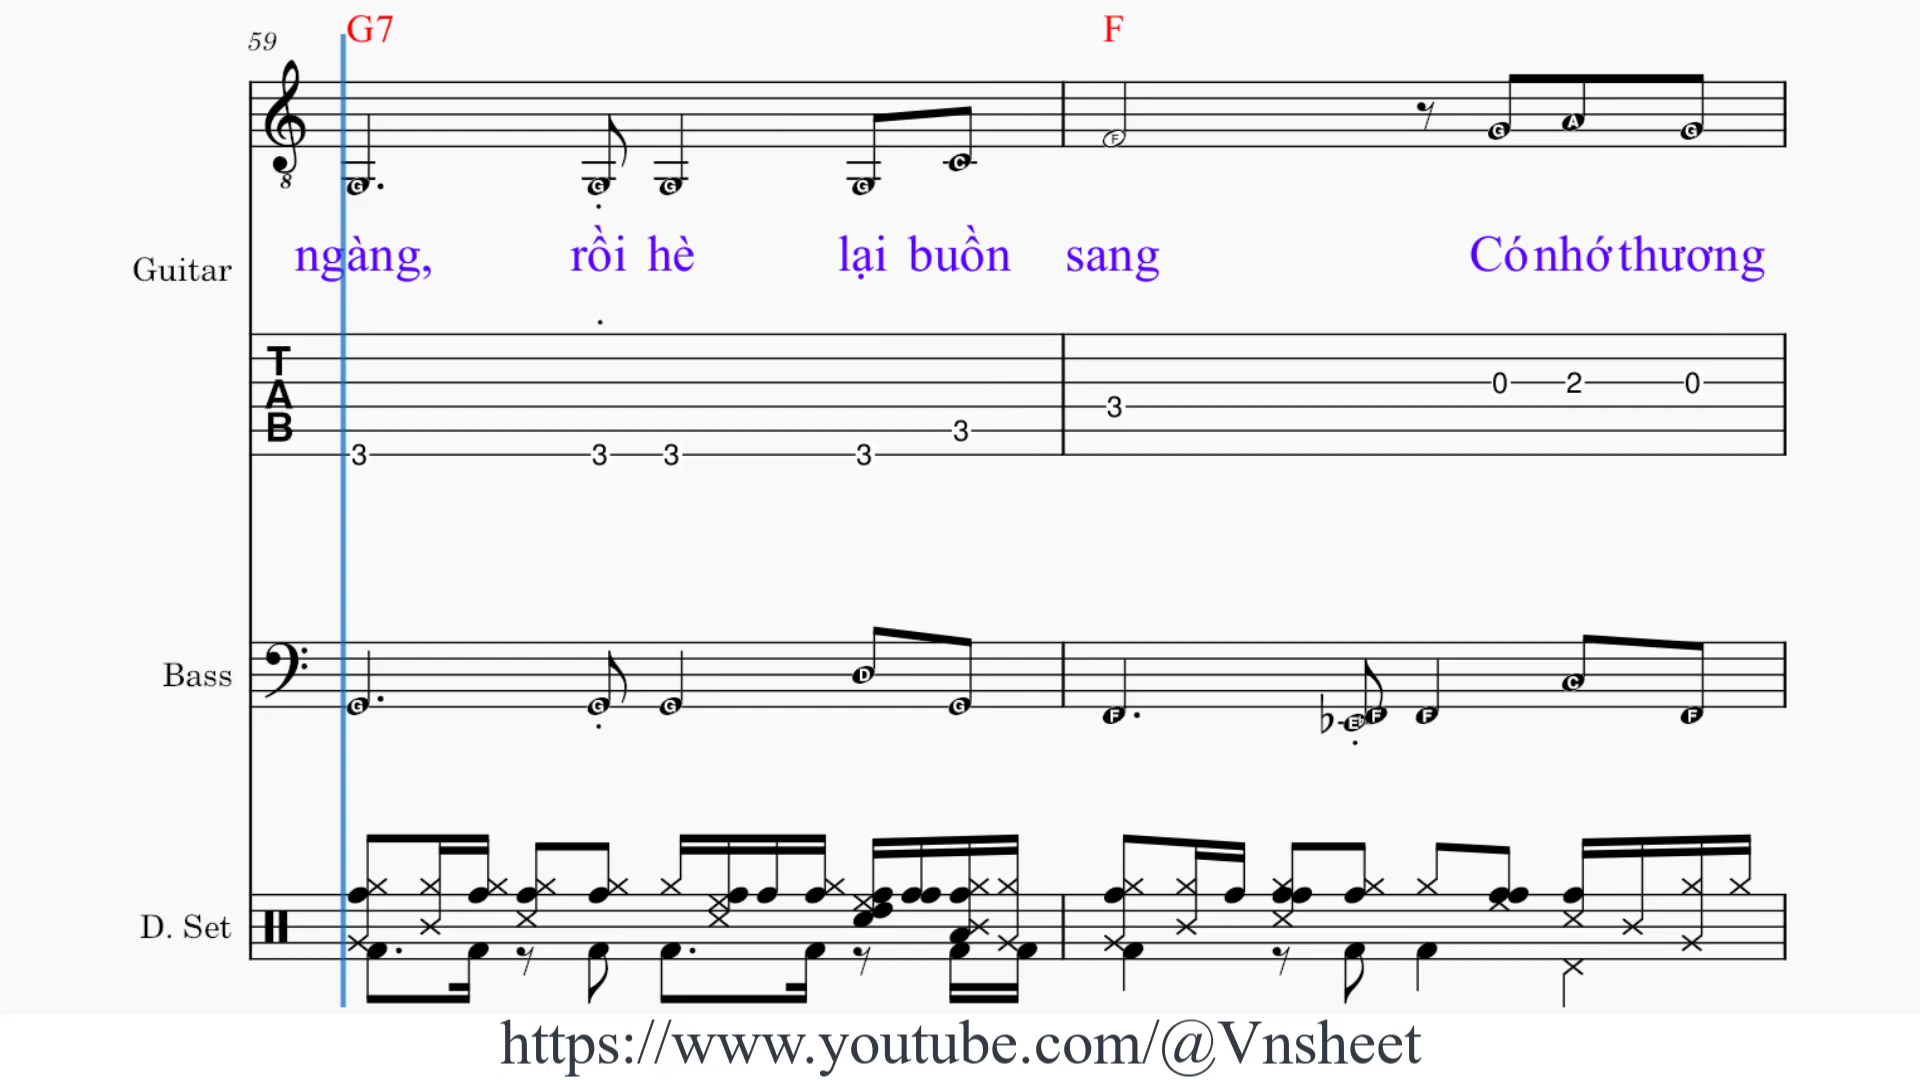 G7 F
59
G G G G C F G A G
8
ngàng, rồi hè lại buồn sang Có nhớ thương
Guitar
T
A
B
3 3 3 3 3 3 0 2 0
Bass
G G G D G F ♭E♭ F F C F
D. Set
https://www.youtube.com/@Vnsheet